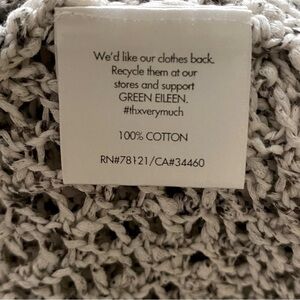 We'd like our clothes back.
Recycle them at our
stores and support
GREEN EILEEN.
#thxverymuch
100% COTTON
RN#78121/CA#34460